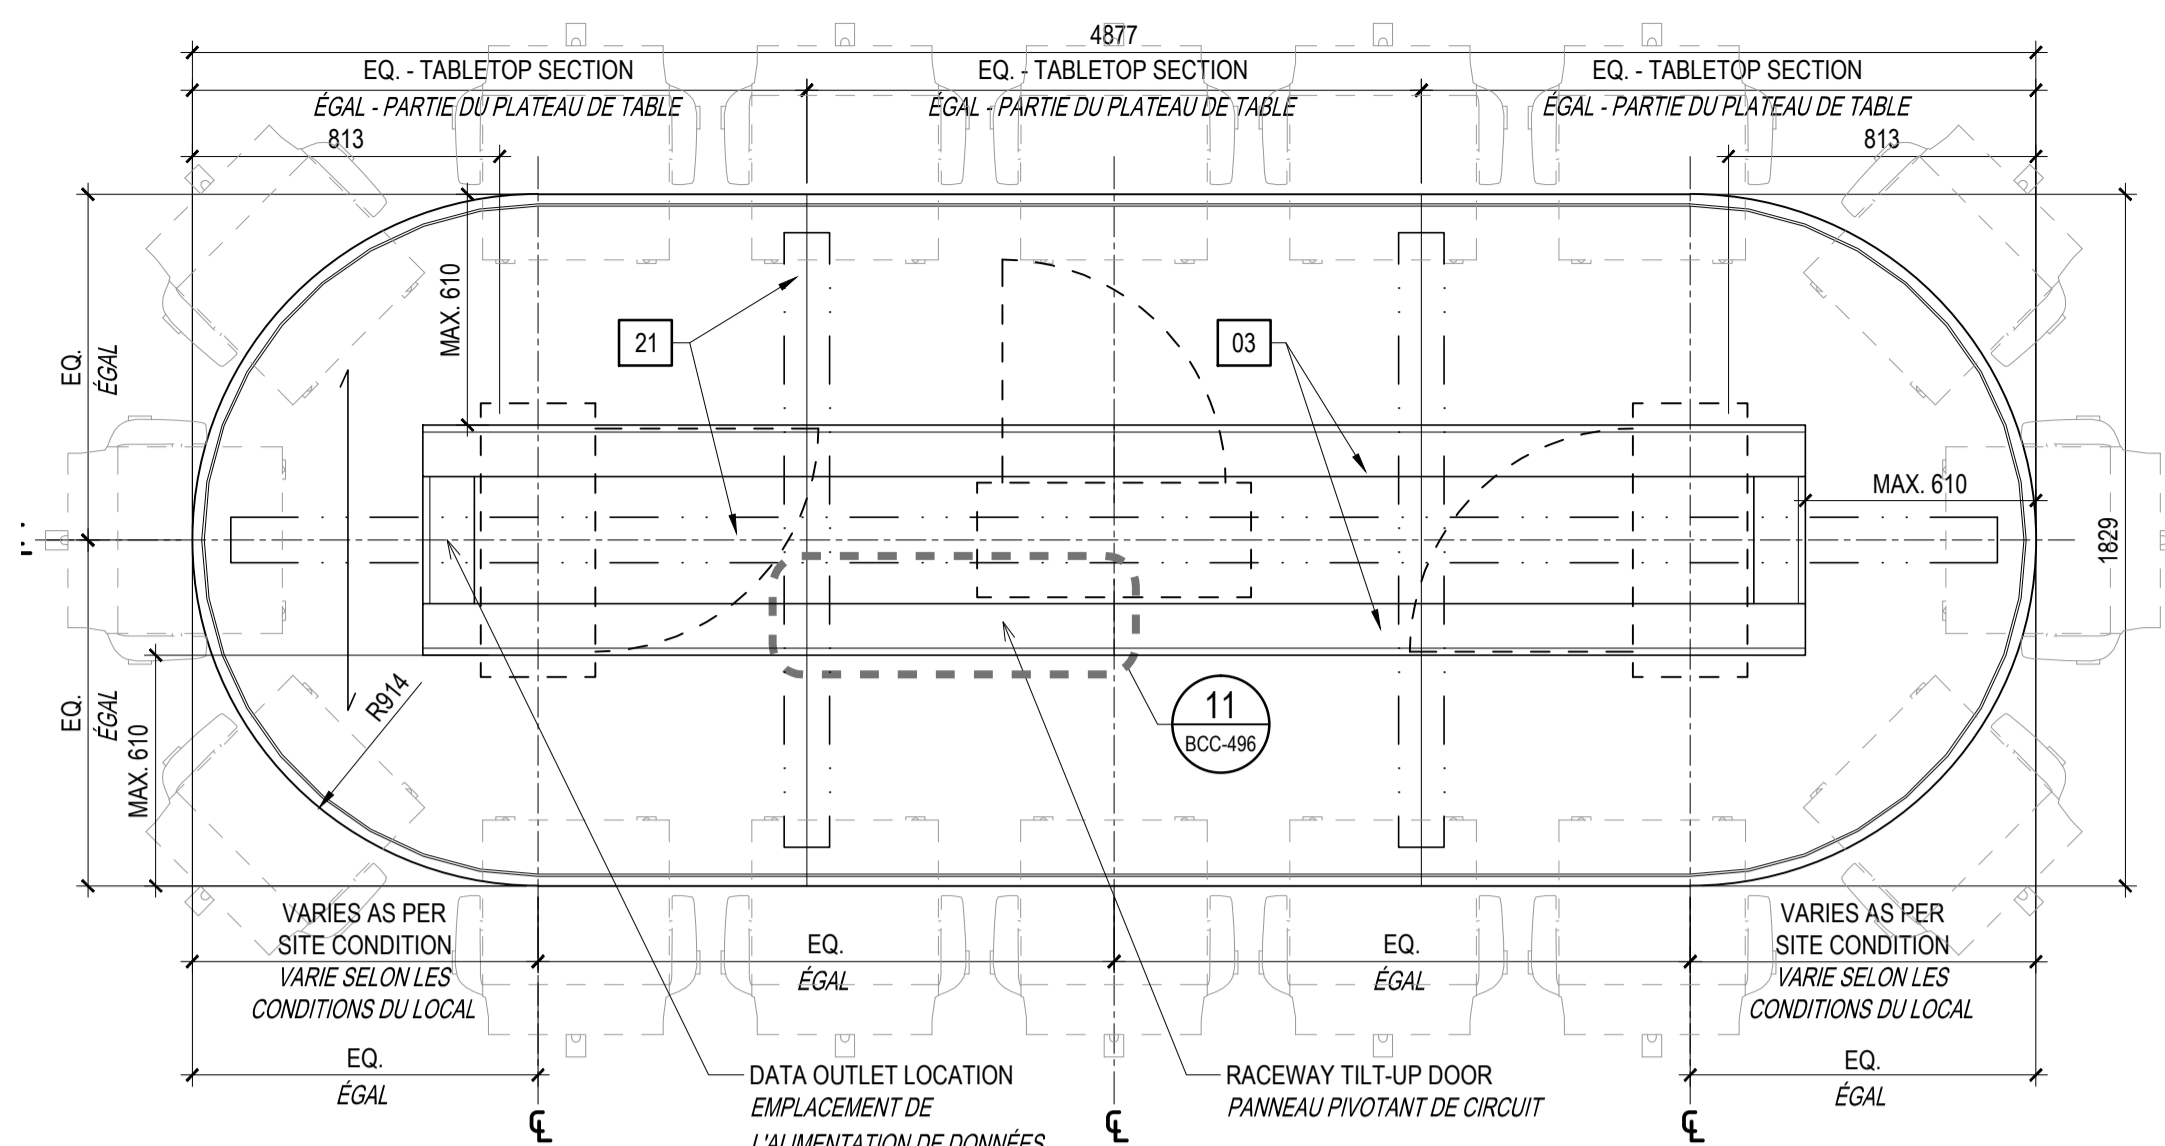 4877
EQ. - TABLETOP SECTION
ÉGAL - PARTIE DU PLATEAU DE TABLE
EQ. - TABLETOP SECTION
ÉGAL - PARTIE DU PLATEAU DE TABLE
EQ. - TABLETOP SECTION
ÉGAL - PARTIE DU PLATEAU DE TABLE
813
813
MAX. 610
EQ.
ÉGAL
21
03
MAX. 610
1829
EQ.
ÉGAL
MAX. 610
R914
11
BCC-496
VARIES AS PER
SITE CONDITION
VARIE SELON LES
CONDITIONS DU LOCAL
EQ.
ÉGAL
EQ.
ÉGAL
VARIES AS PER
SITE CONDITION
VARIE SELON LES
CONDITIONS DU LOCAL
EQ.
ÉGAL
DATA OUTLET LOCATION
EMPLACEMENT DE
L'ALIMENTATION DE DONNÉES
RACEWAY TILT-UP DOOR
PANNEAU PIVOTANT DE CIRCUIT
EQ.
ÉGAL
℄
℄
℄